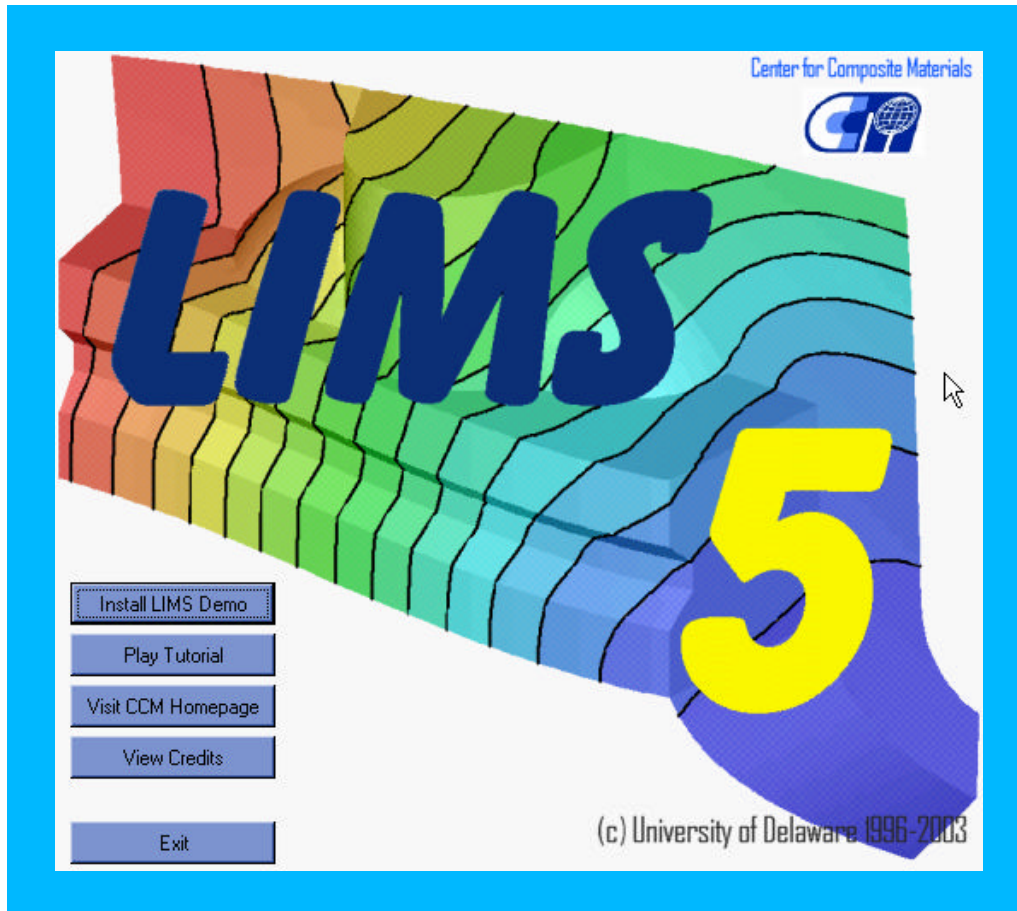 Center for Composite Materials
CCM
LIMS
5
Install LIMS Demo
Play Tutorial
Visit CCM Homepage
View Credits
Exit
(c) University of Delaware 1996-2003